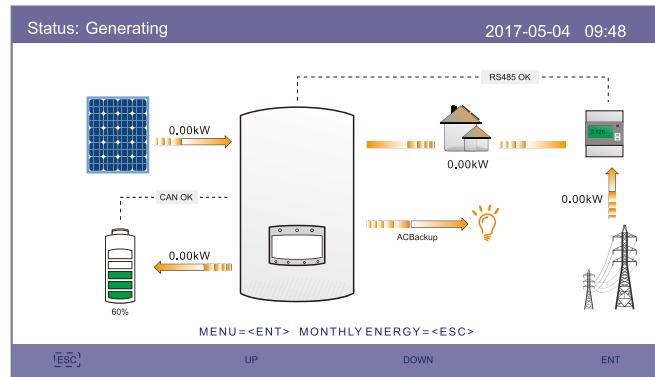 Status: Generating
2017-05-04 09:48
RS485 OK
0.00kW
0.00kW
0.00kW
CAN OK
0.00kW
ACBackup
60%
MENU=<ENT> MONTHLY ENERGY=<ESC>
ESC
UP
DOWN
ENT